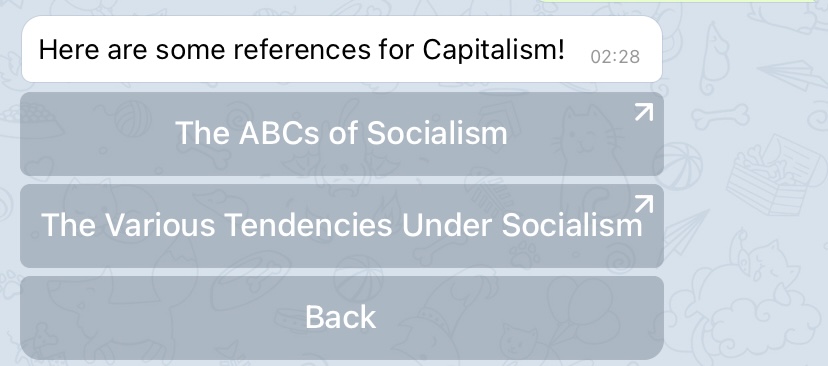 Here are some references for Capitalism! 02:28
The ABCs of Socialism
The Various Tendencies Under Socialism
Back